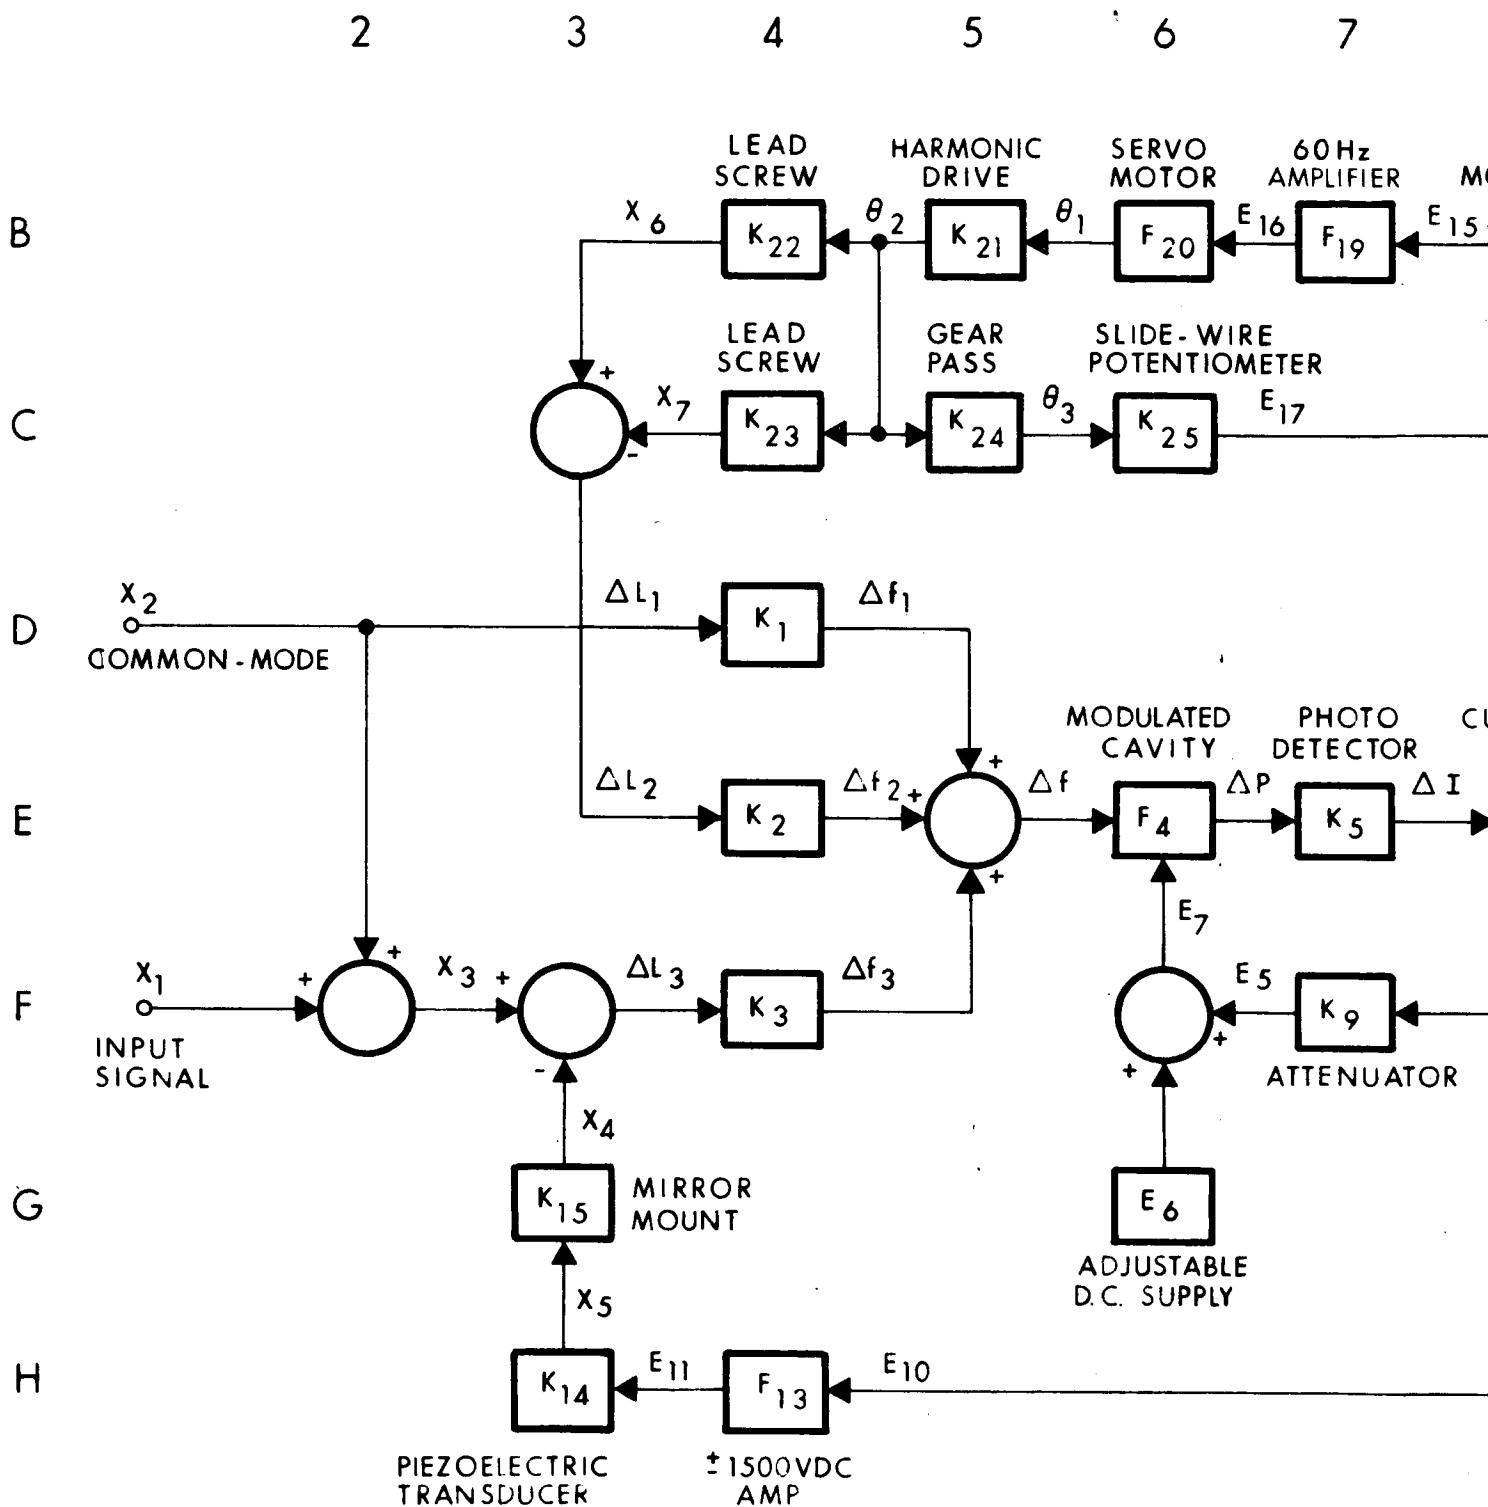 2 3 4 5 6 7
LEAD SCREW
HARMONIC DRIVE
SERVO MOTOR
60 Hz AMPLIFIER
B
X6
K22
θ2
K21
θ1
F20
E16
F19
E15
LEAD SCREW
GEAR PASS
SLIDE-WIRE POTENTIOMETER
C
+
-
X7
K23
K24
θ3
K25
E17
D
X2
COMMON-MODE
ΔL1
K1
Δf1
MODULATED CAVITY
PHOTO DETECTOR
E
ΔL2
K2
Δf2
+
+
+
Δf
F4
ΔP
K5
ΔI
E7
F
X1
INPUT SIGNAL
+
+
X3
+
-
ΔL3
K3
Δf3
+
+
E5
K9
ATTENUATOR
X4
G
K15
MIRROR MOUNT
E6
ADJUSTABLE D.C. SUPPLY
X5
H
K14
E11
F13
E10
PIEZOELECTRIC TRANSDUCER
±1500VDC AMP